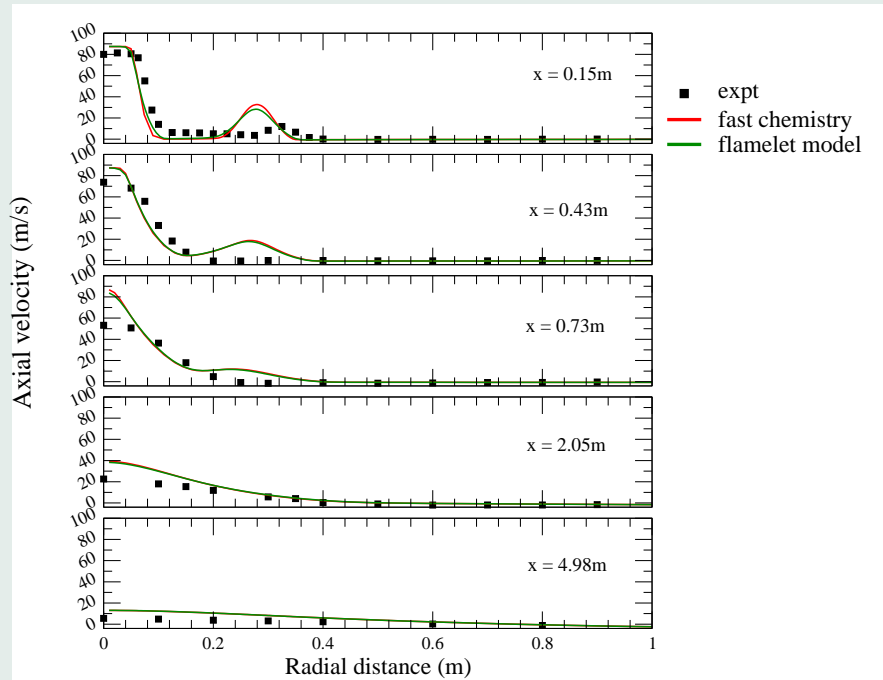 Axial velocity (m/s)
100
80
60
40
20
0
x = 0.15m
100
80
60
40
20
0
x = 0.43m
100
80
60
40
20
0
x = 0.73m
100
80
60
40
20
0
x = 2.05m
100
80
60
40
20
0
x = 4.98m
0 0.2 0.4 0.6 0.8 1
Radial distance (m)
expt
fast chemistry
flamelet model